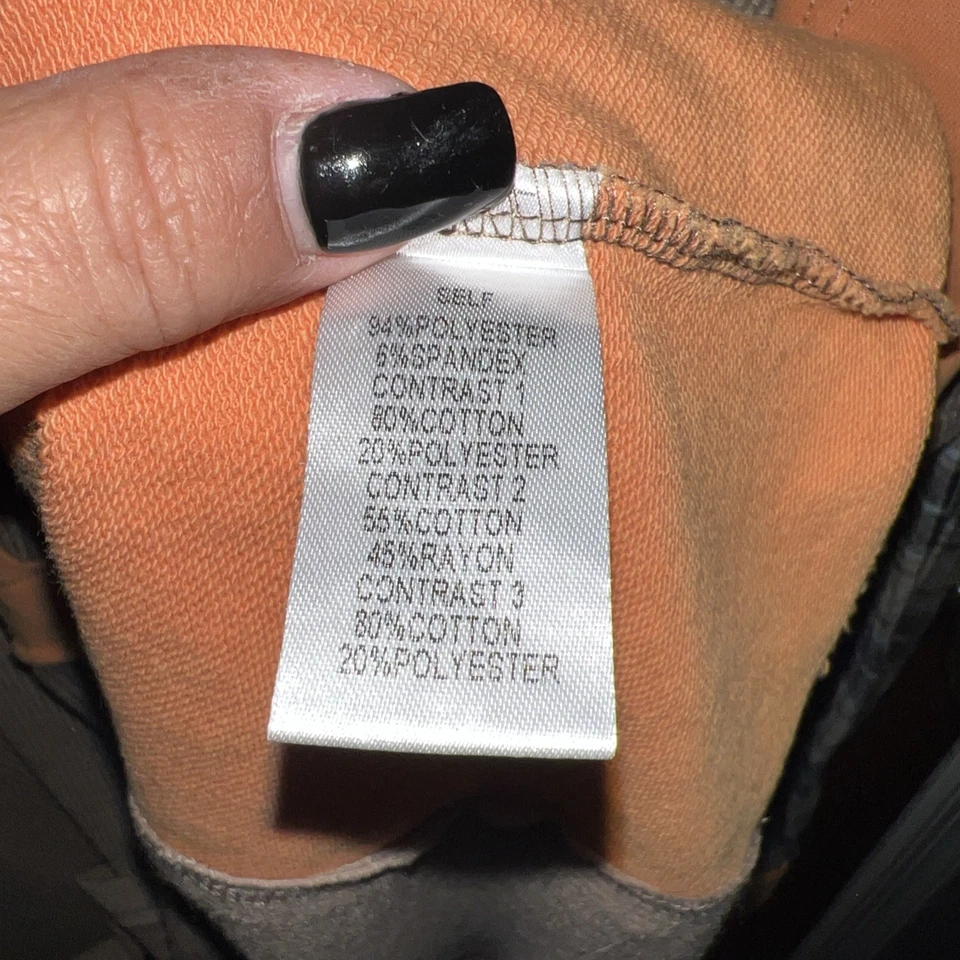 SELF
94%POLYESTER
6%SPANDEX
CONTRAST 1
80%COTTON
20%POLYESTER
CONTRAST 2
55%COTTON
45%RAYON
CONTRAST 3
80%COTTON
20%POLYESTER